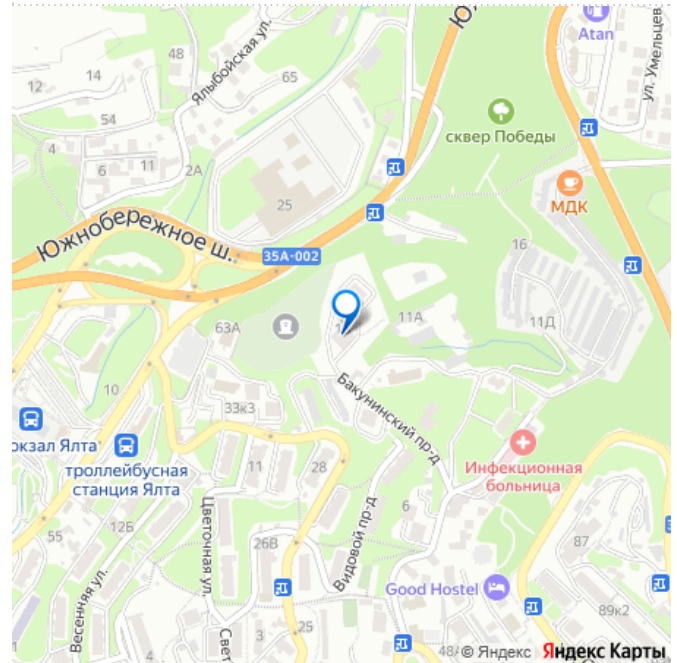 Ялыбойская ул.
48
12
14
65
54
4
6
11
2А
25
Южнобережное ш.
35А-002
Atan
ул. Умельцев
сквер Победы
МДК
16
11Д
11А
63А
10
33к3
Бакунинский пр-д
окзал Ялта
троллейбусная
станция Ялта
11
28
Инфекционная
больница
Цветочная ул.
12Б
55
26В
Видовой пр-д
6
87
Весенняя ул.
Good Hostel
89к2
3
25
48
© Яндекс Яндекс Карты